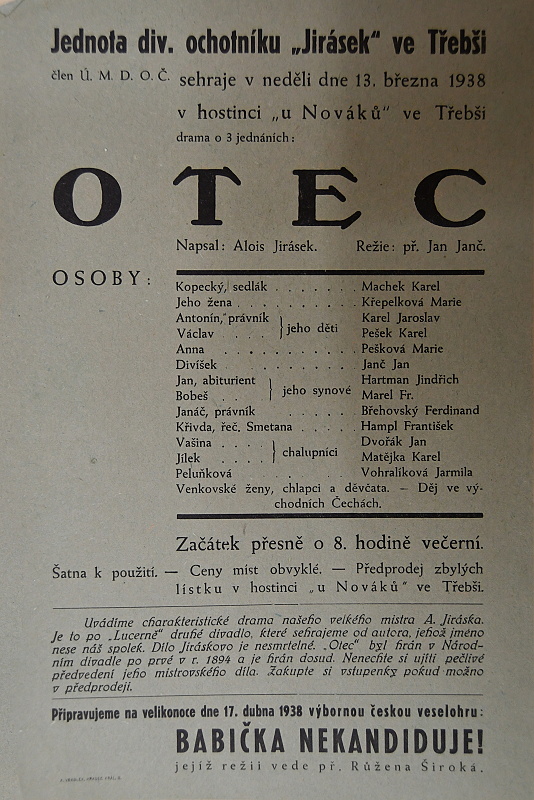 Jednota div. ochotníku „Jirásek" ve Třebši
člen Ú. M. D. O. Č. sehraje v neděli dne 13. března 1938
v hostinci „u Nováků" ve Třebši
drama o 3 jednáních:
OTEC
Napsal: Alois Jirásek. Režie: př. Jan Janč.
OSOBY:
Kopecký, sedlák . . . . . . . Machek Karel
Jeho žena . . . . . . . . . . Křepelková Marie
Antonín, právník } jeho děti Karel Jaroslav
Václav . . . } Pešek Karel
Anna . . . . . . . . . . Pešková Marie
Divíšek . . . . . . . . . . Janč Jan
Jan, abiturient } jeho synové Hartman Jindřich
Bobeš . . } Marel Fr.
Janáč, právník . . . . . Břehovský Ferdinand
Křivda, řeč. Smetana . . . . Hampl František
Vašina . . . . } chalupníci Dvořák Jan
Jílek . . . . } Matějka Karel
Peluňková . . . . . Vohralíková Jarmila
Venkovské ženy, chlapci a děvčata. — Děj ve vý-
chodních Čechách.
Začátek přesně o 8. hodině večerní.
Šatna k použití. — Ceny míst obvyklé. — Předprodej zbylých
lístku v hostinci „u Nováků" ve Třebši.
Uvádíme charakteristické drama našeho velkého mistra A. Jiráska.
Je to po „Lucerně" druhé divadlo, které sehrajeme od autora, jehož jméno
nese náš spolek. Dílo Jiráskovo je nesmrtelné. „Otec" byl hrán v Národ-
ním divadle po prvé v r. 1894 a je hrán dosud. Nenechte si ujíti pečlivé
předvedení jeho mistrovského díla. Zakupte si vstupenky pokud možno
v předprodeji.
Připravujeme na velikonoce dne 17. dubna 1938 výbornou českou veselohru:
BABIČKA NEKANDIDUJE!
jejíž režii vede př. Růžena Široká.